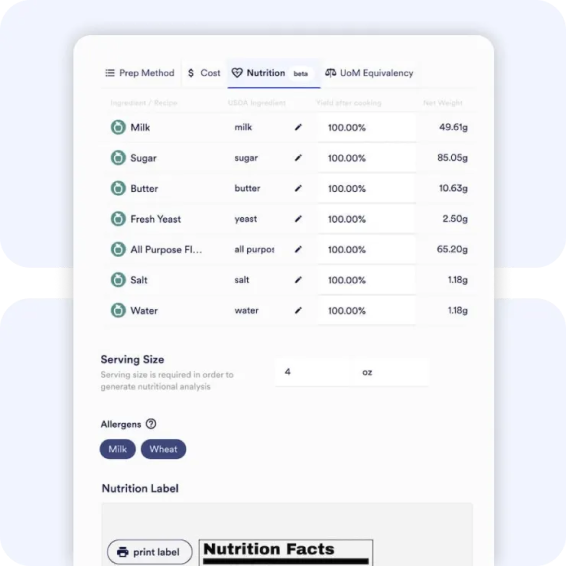 Prep Method
$ Cost
Nutrition beta
UoM Equivalency
Ingredient / Recipe USDA Ingredient Yield after cooking Net Weight
Milk milk 100.00% 49.61g
Sugar sugar 100.00% 85.05g
Butter butter 100.00% 10.63g
Fresh Yeast yeast 100.00% 2.50g
All Purpose Fl... all purpos 100.00% 65.20g
Salt salt 100.00% 1.18g
Water water 100.00% 1.18g
Serving Size
Serving size is required in order to
generate nutritional analysis
4 oz
Allergens ?
Milk Wheat
Nutrition Label
print label
Nutrition Facts